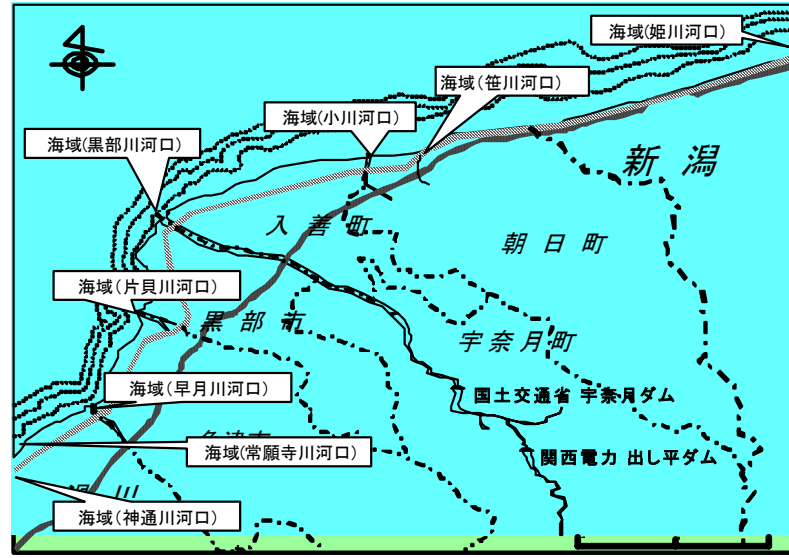 海域(姫川河口)
海域(笹川河口)
海域(小川河口)
海域(黒部川河口)
新潟
入善町
朝日町
海域(片貝川河口)
黒部市
宇奈月町
海域(早月川河口)
国土交通省 宇奈月ダム
海域(常願寺川河口)
関西電力 出し平ダム
海域(神通川河口)